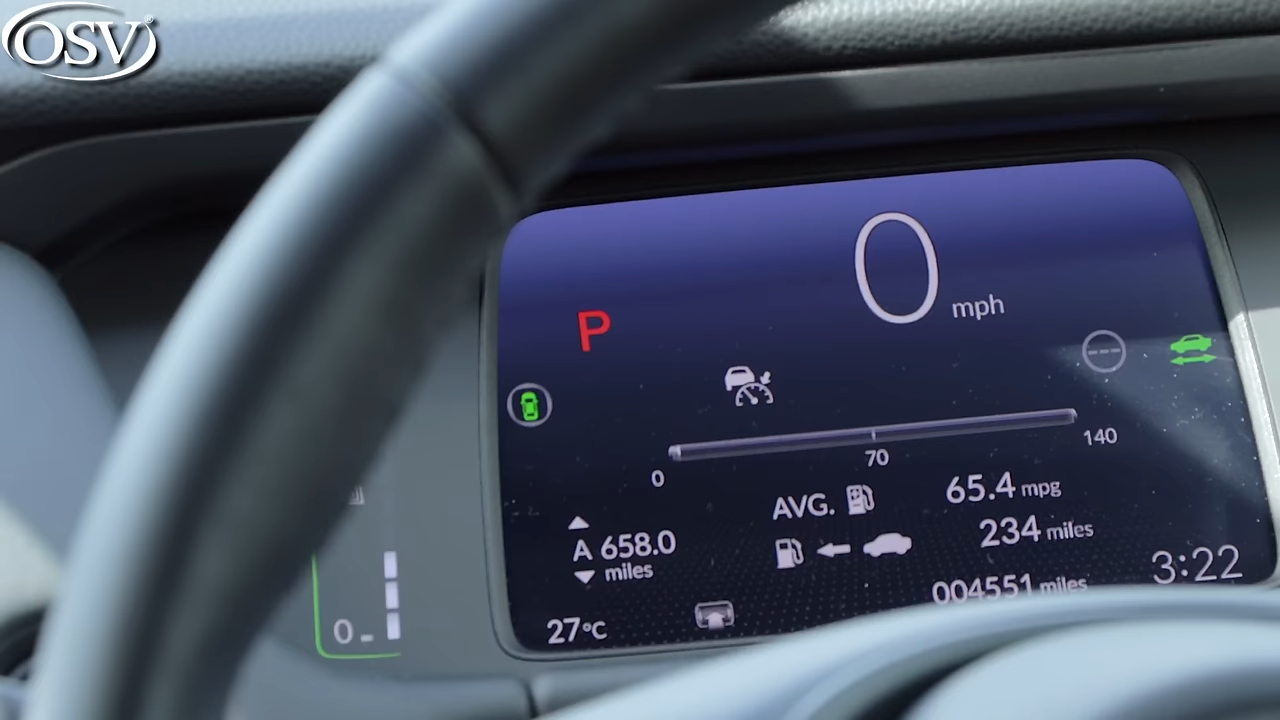 OSV®
0 mph
P
0 70 140
AVG. 65.4 mpg
A 658.0 miles
234 miles
004551 miles
3:22
27°C
0